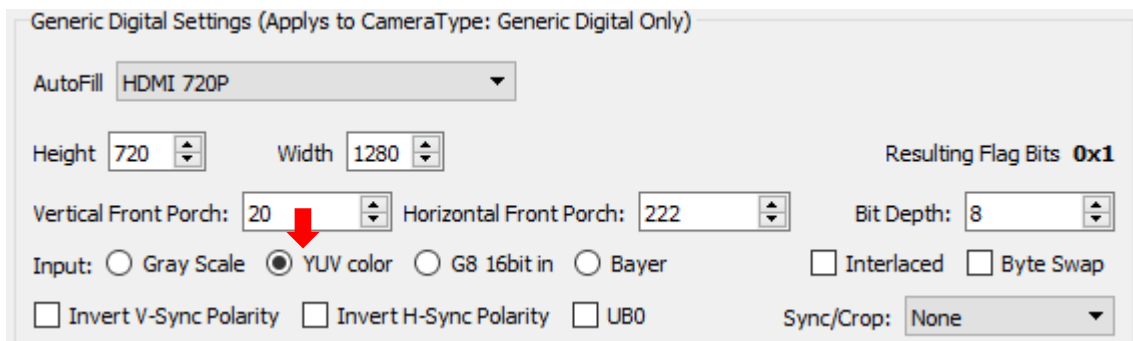 Generic Digital Settings (Applys to CameraType: Generic Digital Only)
AutoFill HDMI 720P
Height 720 Width 1280 Resulting Flag Bits 0x1
Vertical Front Porch: 20 Horizontal Front Porch: 222 Bit Depth: 8
Input: Gray Scale YUV color G8 16bit in Bayer Interlaced Byte Swap
Invert V-Sync Polarity Invert H-Sync Polarity UB0 Sync/Crop: None